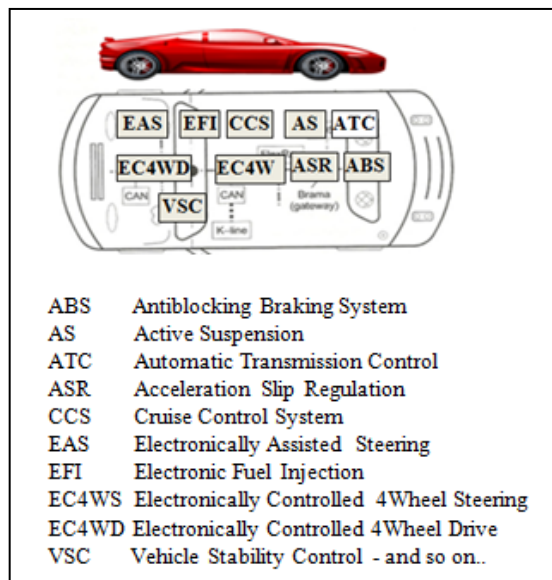 EAS EFI CCS AS ATC
EC4WD EC4W ASR ABS
CAN CAN Brama
(gateway)
VSC
K-line
ABS Antiblocking Braking System
AS Active Suspension
ATC Automatic Transmission Control
ASR Acceleration Slip Regulation
CCS Cruise Control System
EAS Electronically Assisted Steering
EFI Electronic Fuel Injection
EC4WS Electronically Controlled 4Wheel Steering
EC4WD Electronically Controlled 4Wheel Drive
VSC Vehicle Stability Control - and so on..